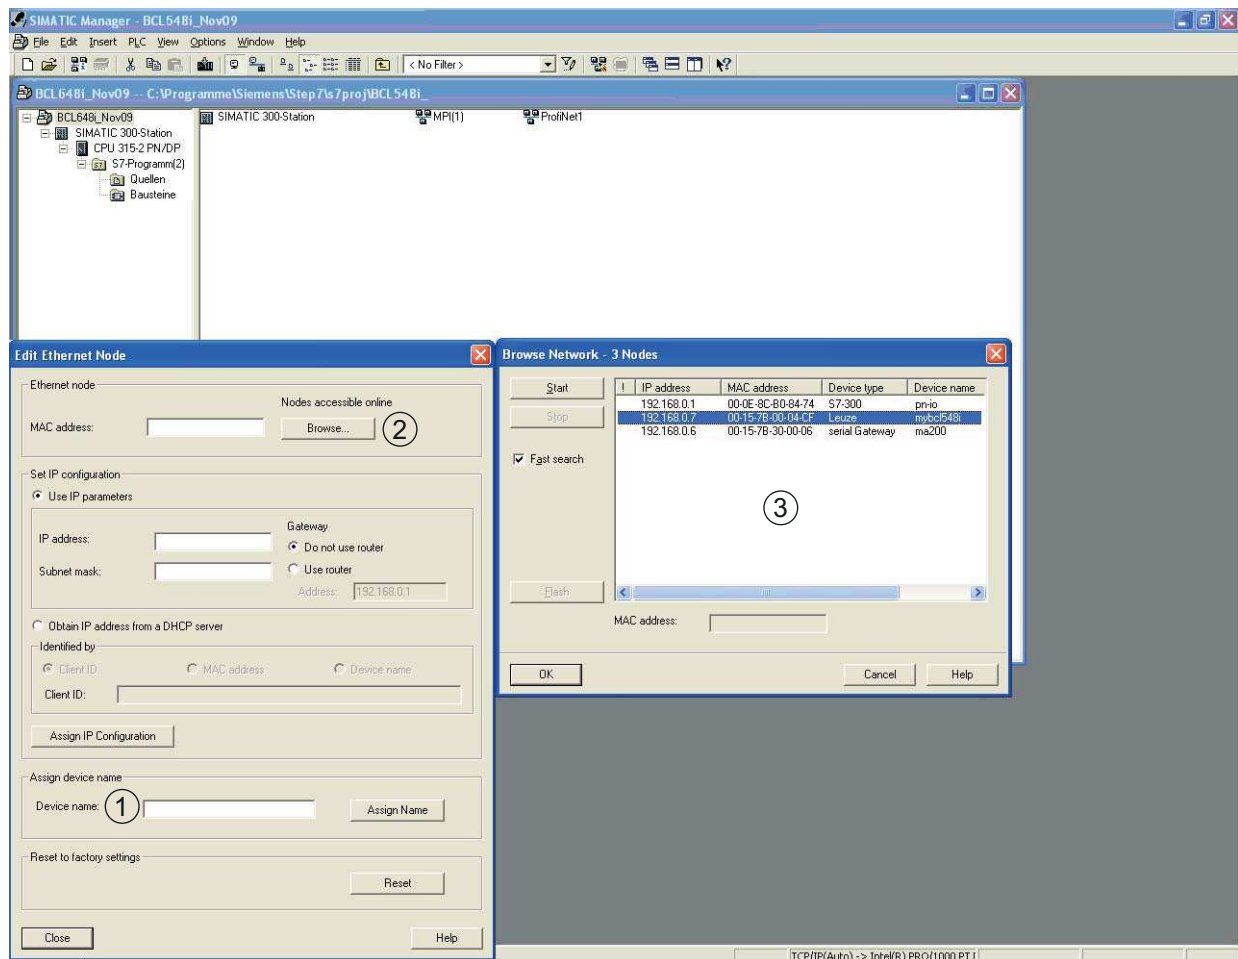 SIMATIC Manager - BCL548i_Nov09
File Edit Insert PLC View Options Window Help
< No Filter >
BCL648i_Nov09 -- C:\Programme\Siemens\Step7\s7proj\BCL548i_
BCL648i_Nov09
SIMATIC 300-Station
CPU 315-2 PN/DP
S7-Programm(2)
Quellen
Bausteine
SIMATIC 300-Station MPI(1) ProfiNet1
Edit Ethernet Node
Ethernet node
Nodes accessible online
MAC address: Browse... 2
Set IP configuration
Use IP parameters
Gateway
IP address:
Do not use router
Subnet mask:
Use router
Address: 192.168.0.1
Obtain IP address from a DHCP server
Identified by
Client ID MAC address Device name
Client ID:
Assign IP Configuration
Assign device name
Device name: 1 Assign Name
Reset to factory settings
Reset
Close Help
Browse Network - 3 Nodes
Start
Stop
Fast search
Flash
! IP address MAC address Device type Device name
192.168.0.1 00-0E-8C-B0-84-74 S7-300 pn-io
192.168.0.7 00-15-7B-00-04-CF Leuze mybcl548i
192.168.0.6 00-15-7B-30-00-06 serial Gateway ma200
3
MAC address:
OK Cancel Help
TCP/IP(Auto) -> Intel(R) PRO/1000 PT